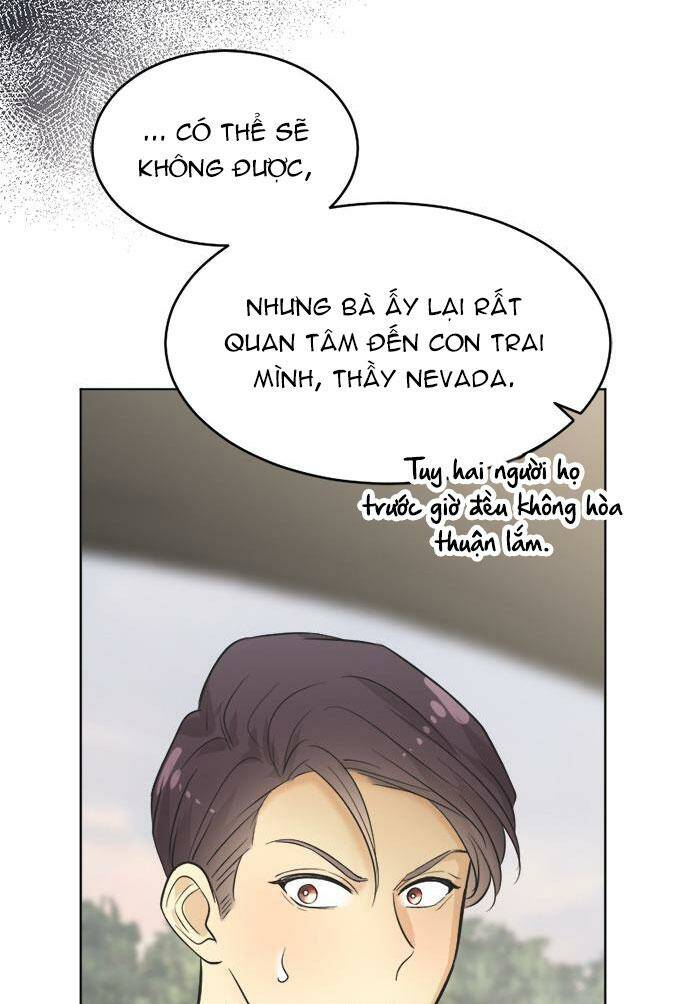 ... CÓ THỂ SẼ
KHÔNG ĐƯỢC,
NHƯNG BÀ ẤY LẠI RẤT
QUAN TÂM ĐẾN CON TRAI
MÌNH, THẦY NEVADA.
Tuy hai người họ
trước giờ đều không hòa
thuận lắm.